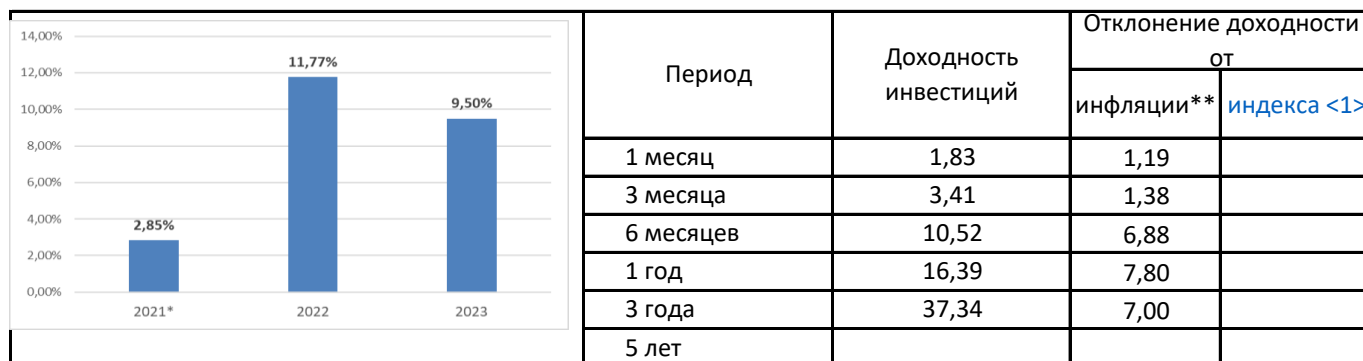 14,00%
12,00%
10,00%
8,00%
6,00%
4,00%
2,00%
0,00%
2,85%
11,77%
9,50%
2021*
2022
2023
Период
Доходность
инвестиций
Отклонение доходности
от
инфляции**
индекса <1>
1 месяц 1,83 1,19
3 месяца 3,41 1,38
6 месяцев 10,52 6,88
1 год 16,39 7,80
3 года 37,34 7,00
5 лет